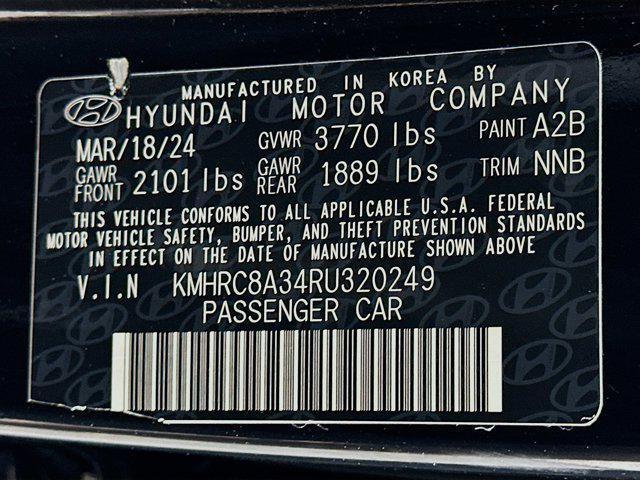 MANUFACTURED IN KOREA BY
HYUNDAI MOTOR COMPANY
MAR/18/24 GVWR 3770 lbs PAINT A2B
GAWR FRONT 2101 lbs GAWR REAR 1889 lbs TRIM NNB
THIS VEHICLE CONFORMS TO ALL APPLICABLE U.S.A. FEDERAL
MOTOR VEHICLE SAFETY, BUMPER, AND THEFT PREVENTION STANDARDS
IN EFFECT ON THE DATE OF MANUFACTURE SHOWN ABOVE
V.I.N KMHRC8A34RU320249
PASSENGER CAR